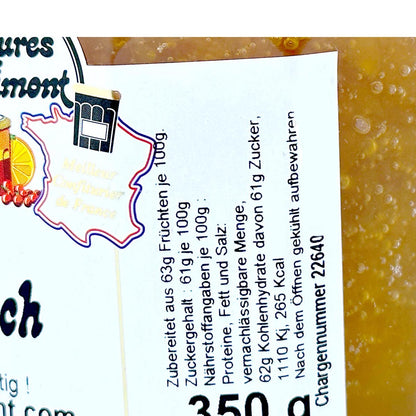 ures
mont
Meilleur
Confiturier
de France
ch
tig !
t.com
Zubereitet aus 63g Früchten je 100g.
Zuckergehalt : 61g je 100g
Nährstoffangaben je 100g :
Proteine, Fett und Salz:
vernachlässigbare Menge,
62g Kohlenhydrate davon 61g Zucker,
1110 Kj, 265 Kcal
Nach dem Öffnen gekühlt aufbewahren
Chargennummer 22640
350 g